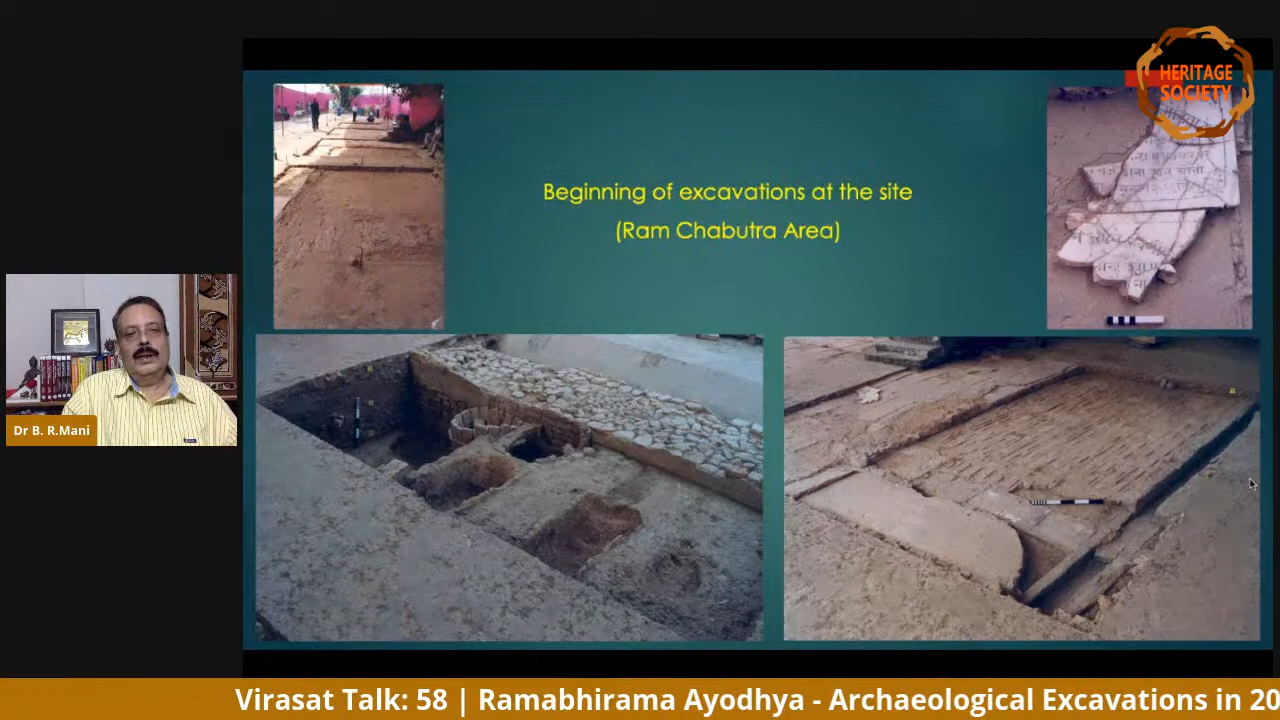 HERITAGE
SOCIETY
Beginning of excavations at the site
(Ram Chabutra Area)
Dr B. R.Mani
Virasat Talk: 58 | Ramabhirama Ayodhya - Archaeological Excavations in 20